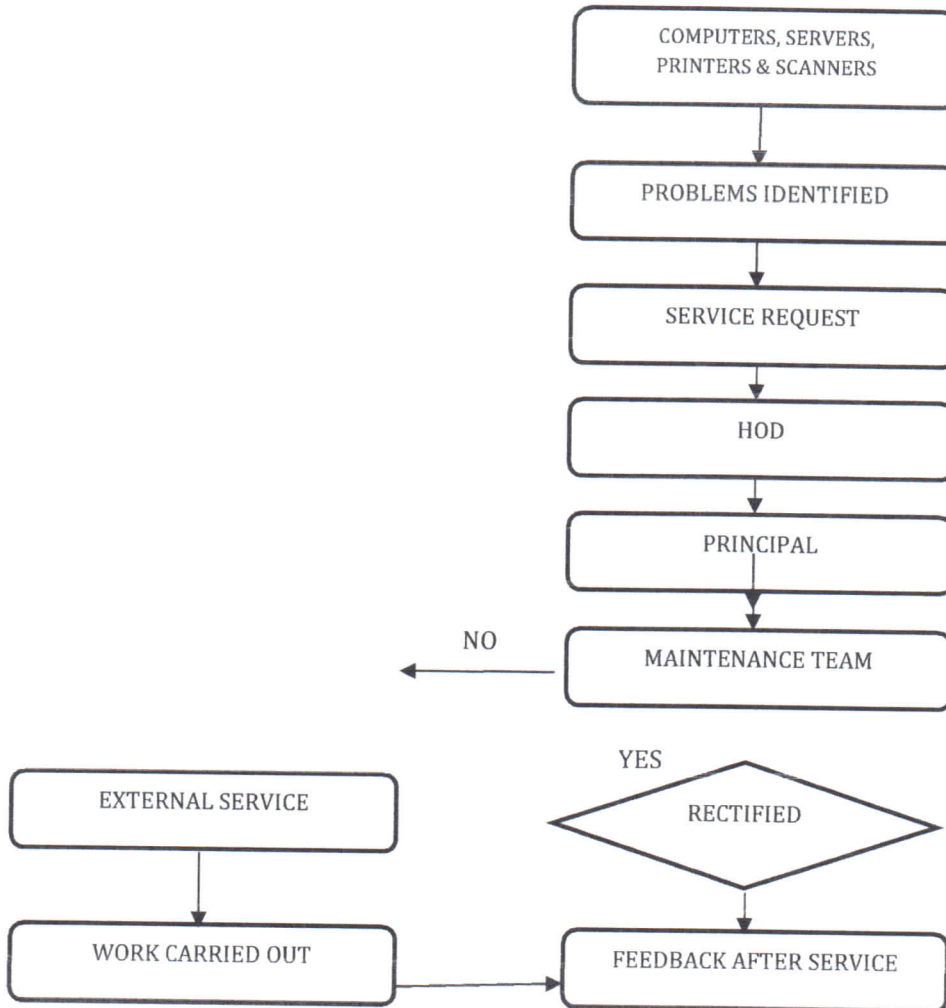 COMPUTERS, SERVERS,
PRINTERS & SCANNERS
PROBLEMS IDENTIFIED
SERVICE REQUEST
HOD
PRINCIPAL
NO
MAINTENANCE TEAM
YES
EXTERNAL SERVICE
RECTIFIED
WORK CARRIED OUT
FEEDBACK AFTER SERVICE